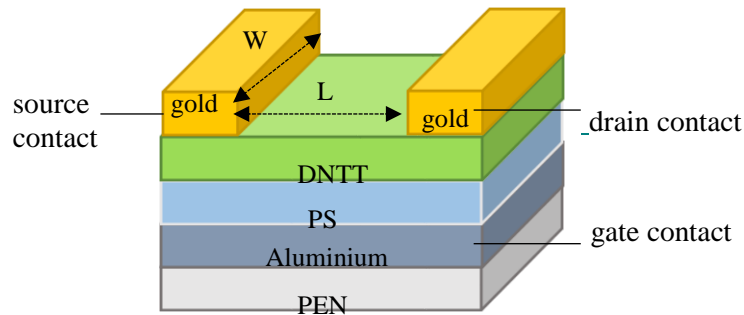 W
source
contact
gold
L
gold
drain contact
DNTT
PS
gate contact
Aluminium
PEN